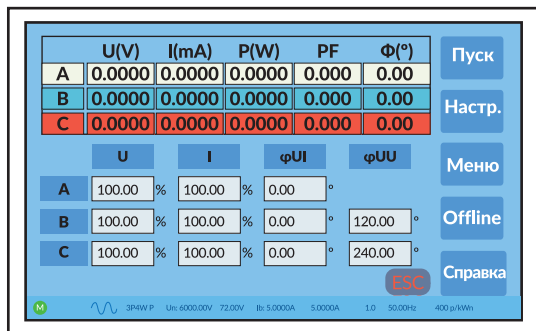 U(V) I(mA) P(W) PF Φ(°)
A 0.0000 0.0000 0.0000 0.000 0.00
B 0.0000 0.0000 0.0000 0.000 0.00
C 0.0000 0.0000 0.0000 0.000 0.00
U I φUI φUU
A 100.00 % 100.00 % 0.00 °
B 100.00 % 100.00 % 0.00 ° 120.00 °
C 100.00 % 100.00 % 0.00 ° 240.00 °
ESC
Пуск
Настр.
Меню
Offline
Справка
M 3P4W P Un: 6000.00V 72.00V Ib: 5.0000A 5.0000A 1.0 50.00Hz 400 p/kWn